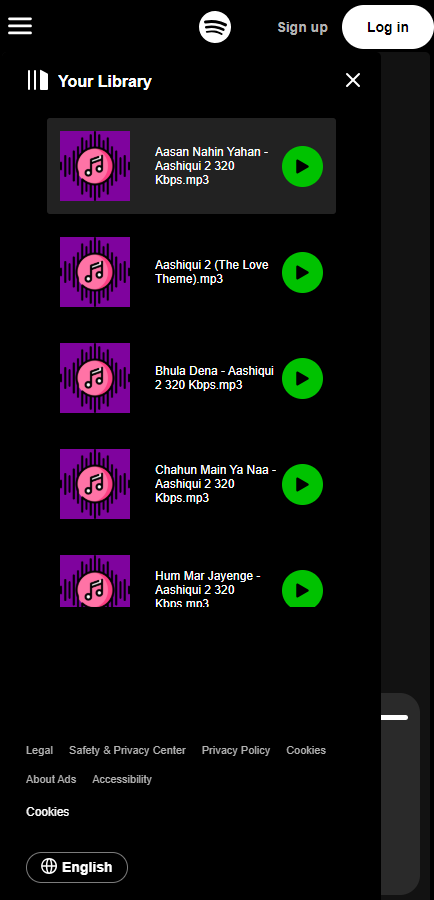 Sign up
Log in
Your Library
Aasan Nahin Yahan -
Aashiqui 2 320
Kbps.mp3
Aashiqui 2 (The Love
Theme).mp3
Bhula Dena - Aashiqui
2 320 Kbps.mp3
Chahun Main Ya Naa -
Aashiqui 2 320
Kbps.mp3
Hum Mar Jayenge -
Aashiqui 2 320
Kbps.mp3
Legal Safety & Privacy Center Privacy Policy Cookies
About Ads Accessibility
Cookies
English